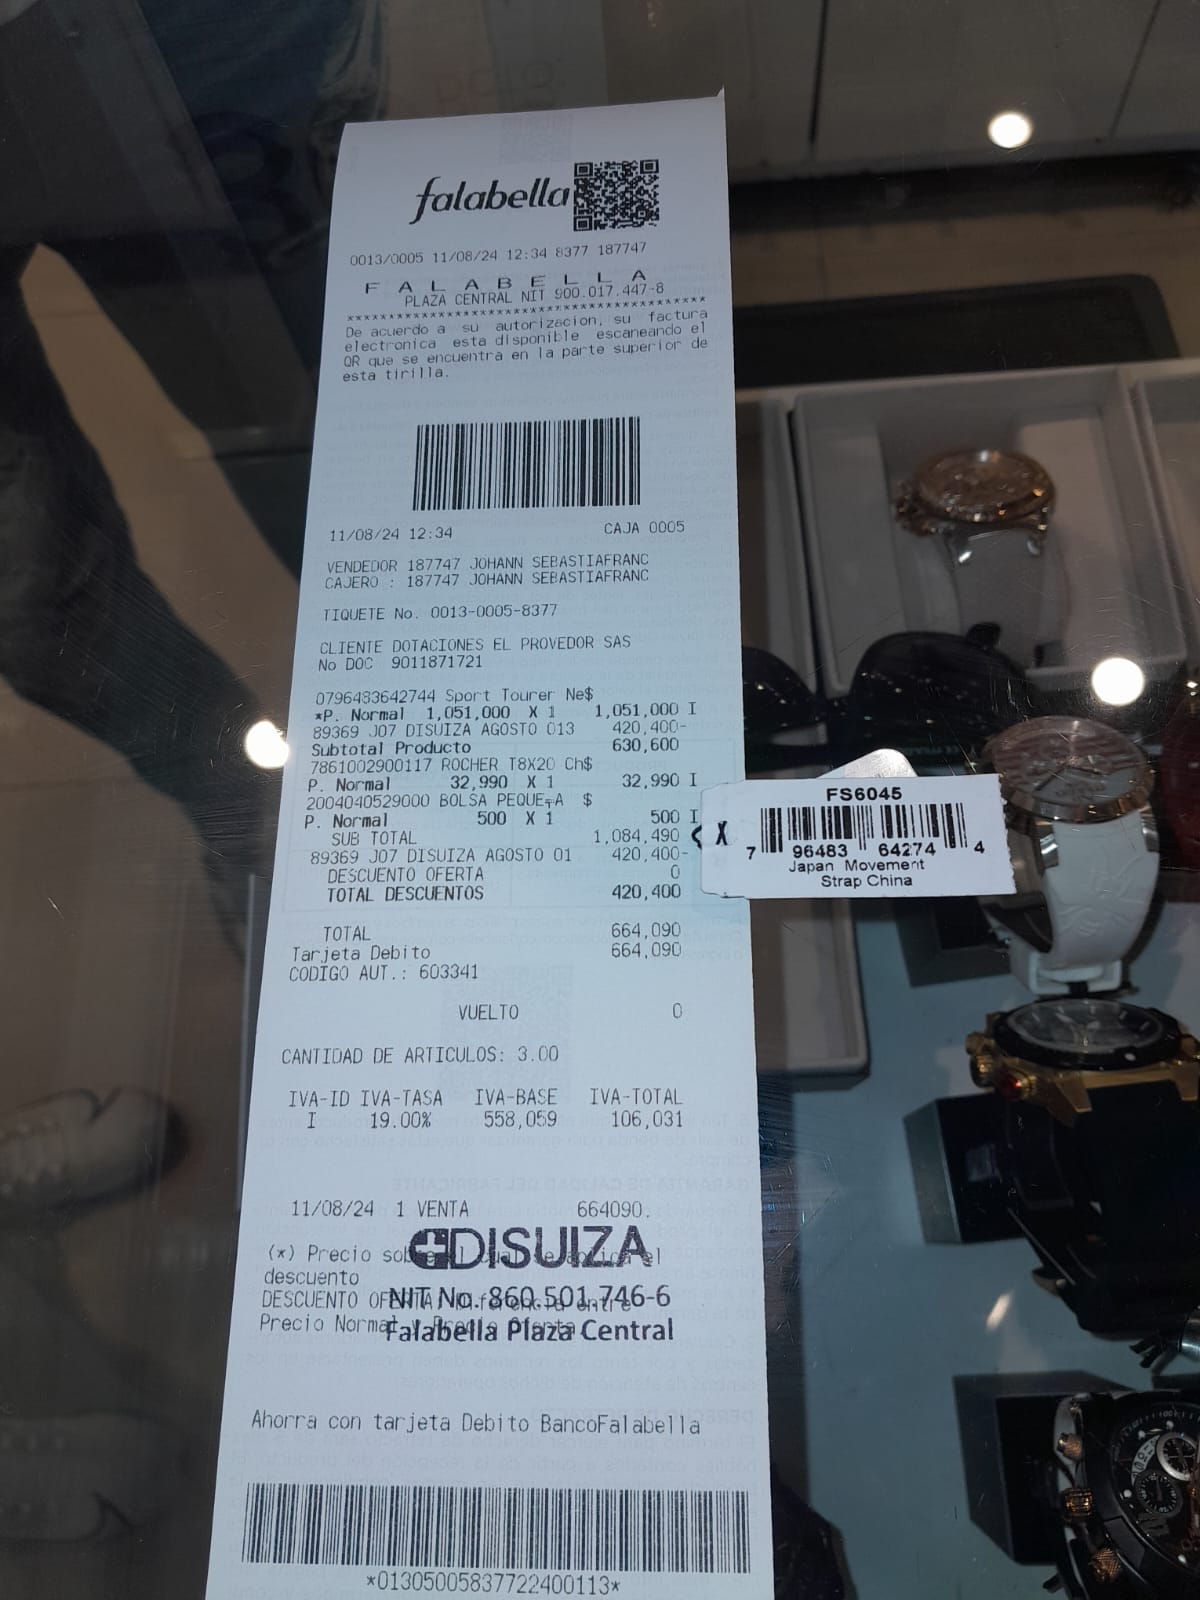 falabella
0013/0005 11/08/24 12:34 8377 187747
F A L A B E L L A
PLAZA CENTRAL NIT 900.017.447-8
De acuerdo a su autorizacion, su factura
electronica esta disponible escaneando el
QR que se encuentra en la parte superior de
esta tirilla.
11/08/24 12:34 CAJA 0005
VENDEDOR 187747 JOHANN SEBASTIAFRANC
CAJERO : 187747 JOHANN SEBASTIAFRANC
TIQUETE No. 0013-0005-8377
CLIENTE DOTACIONES EL PROVEDOR SAS
No DOC 9011871721
0796483642744 Sport Tourer Ne$
*P. Normal 1,051,000 X 1 1,051,000 I
89369 J07 DISUIZA AGOSTO 013 420,400-
Subtotal Producto 630,600
7861002900117 ROCHER T8X20 Ch$
P. Normal 32,990 X 1 32,990 I
2004040529000 BOLSA PEQUE¬A $
P. Normal 500 X 1 500 I
SUB TOTAL 1,084,490
89369 J07 DISUIZA AGOSTO 01 420,400-
DESCUENTO OFERTA 0
TOTAL DESCUENTOS 420,400
TOTAL 664,090
Tarjeta Debito 664,090
CODIGO AUT.: 603341
VUELTO 0
CANTIDAD DE ARTICULOS: 3.00
IVA-ID IVA-TASA IVA-BASE IVA-TOTAL
I 19.00% 558,059 106,031
11/08/24 1 VENTA 664090.
DISUIZA
(*) Precio sobre el cual se aplica el
descuento
NIT No. 860.501.746-6
DESCUENTO OFERTA: entre
Precio Normal y
Falabella Plaza Central
Ahorra con tarjeta Debito BancoFalabella
*01305005837722400113*
FS6045
X
7 96483 64274 4
Japan Movement
Strap China